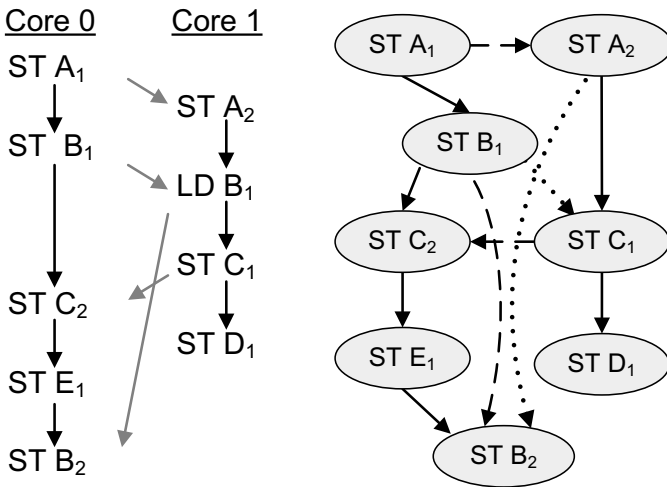 Core 0
Core 1
ST A₁
ST A₂
ST B₁
LD B₁
ST C₁
ST C₂
ST D₁
ST E₁
ST B₂
ST A₁
ST A₂
ST B₁
ST C₂
ST C₁
ST E₁
ST D₁
ST B₂